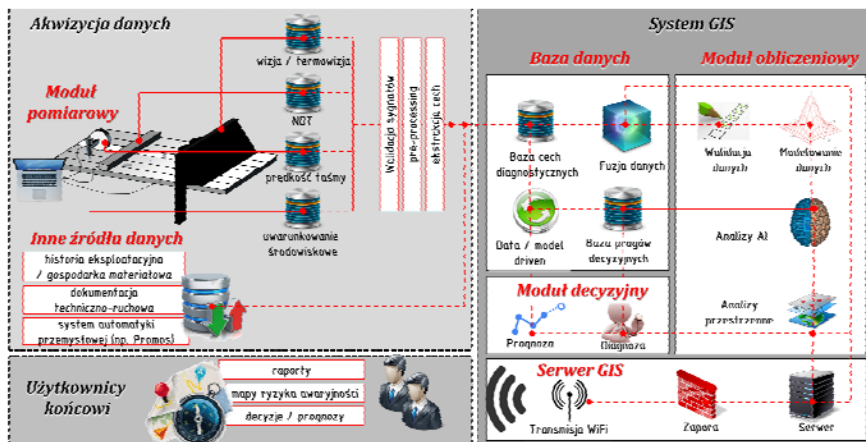 Akwizycja danych
Moduł
pomiarowy
wizja / termowizja
NDT
prędkość taśmy
uwarunkowanie
środowiskowe
Walidacja sygnałów
pre-processing
ekstrakcja cech
Inne źródła danych
historia eksploatacyjna
/ gospodarka materiałowa
dokumentacja
techniczno-ruchowa
system automatyki
przemysłowej (np. Promos)
Użytkownicy
końcowi
raporty
mapy ryzyka awaryjności
decyzje / prognozy
System GIS
Baza danych
Baza cech
diagnostycznych
Fuzja danych
Data / model
driven
Baza progów
decyzyjnych
Moduł obliczeniowy
Walidacja
danych
Modelowanie
danych
Analizy AI
Analizy
przestrzenne
Moduł decyzyjny
Prognoza
Diagnoza
Serwer GIS
Transmisja WiFi
Zapora
Serwer